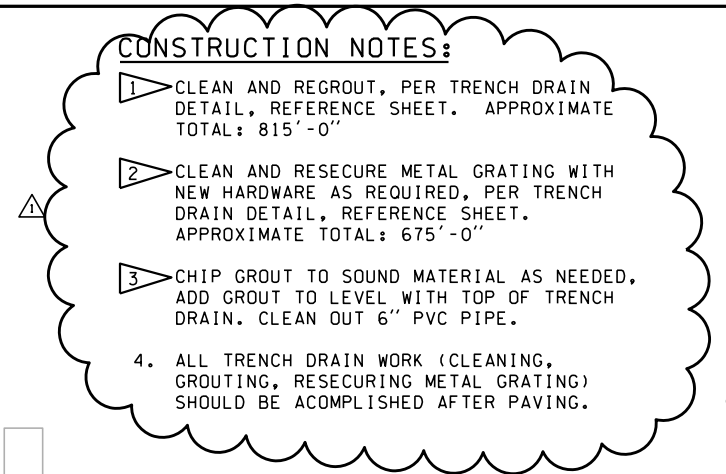 CONSTRUCTION NOTES:
1 CLEAN AND REGROUT, PER TRENCH DRAIN
DETAIL, REFERENCE SHEET. APPROXIMATE
TOTAL: 815'-0"
2 CLEAN AND RESECURE METAL GRATING WITH
NEW HARDWARE AS REQUIRED, PER TRENCH
1
DRAIN DETAIL, REFERENCE SHEET.
APPROXIMATE TOTAL: 675'-0"
3 CHIP GROUT TO SOUND MATERIAL AS NEEDED,
ADD GROUT TO LEVEL WITH TOP OF TRENCH
DRAIN. CLEAN OUT 6" PVC PIPE.
4. ALL TRENCH DRAIN WORK (CLEANING,
GROUTING, RESECURING METAL GRATING)
SHOULD BE ACOMPLISHED AFTER PAVING.